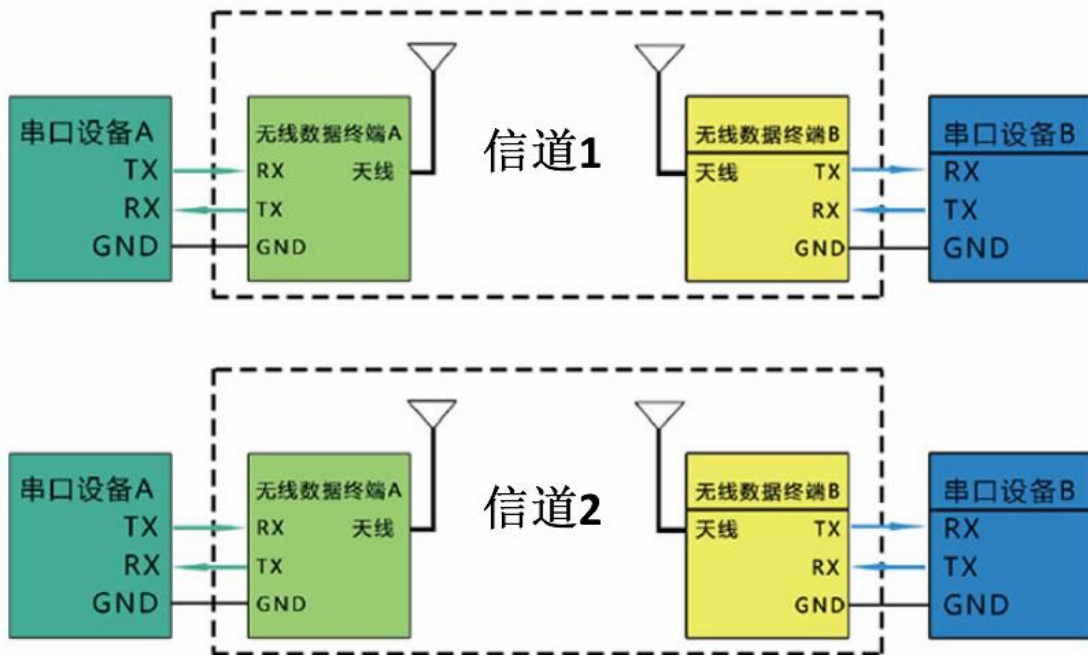 串口设备A
TX
RX
GND
无线数据终端A
RX 天线
TX
GND
信道1
无线数据终端B
天线 TX
RX
GND
串口设备B
RX
TX
GND
串口设备A
TX
RX
GND
无线数据终端A
RX 天线
TX
GND
信道2
无线数据终端B
天线 TX
RX
GND
串口设备B
RX
TX
GND